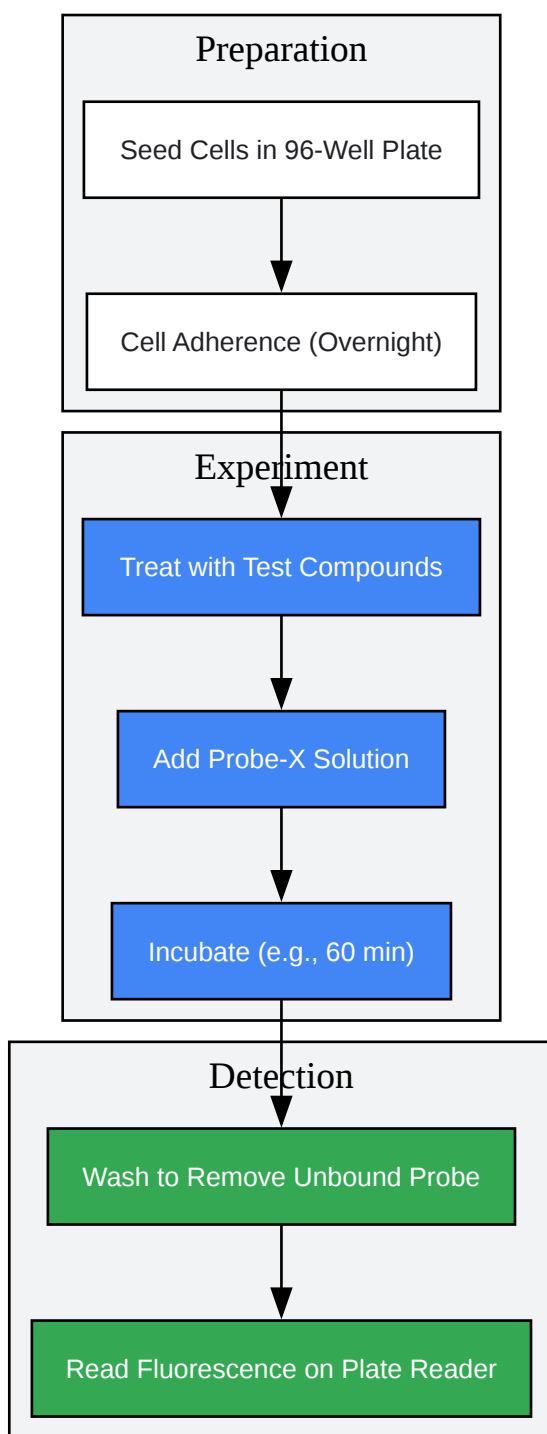 Preparation
Seed Cells in 96-Well Plate
Cell Adherence (Overnight)
Experiment
Treat with Test Compounds
Add Probe-X Solution
Incubate (e.g., 60 min)
Detection
Wash to Remove Unbound Probe
Read Fluorescence on Plate Reader